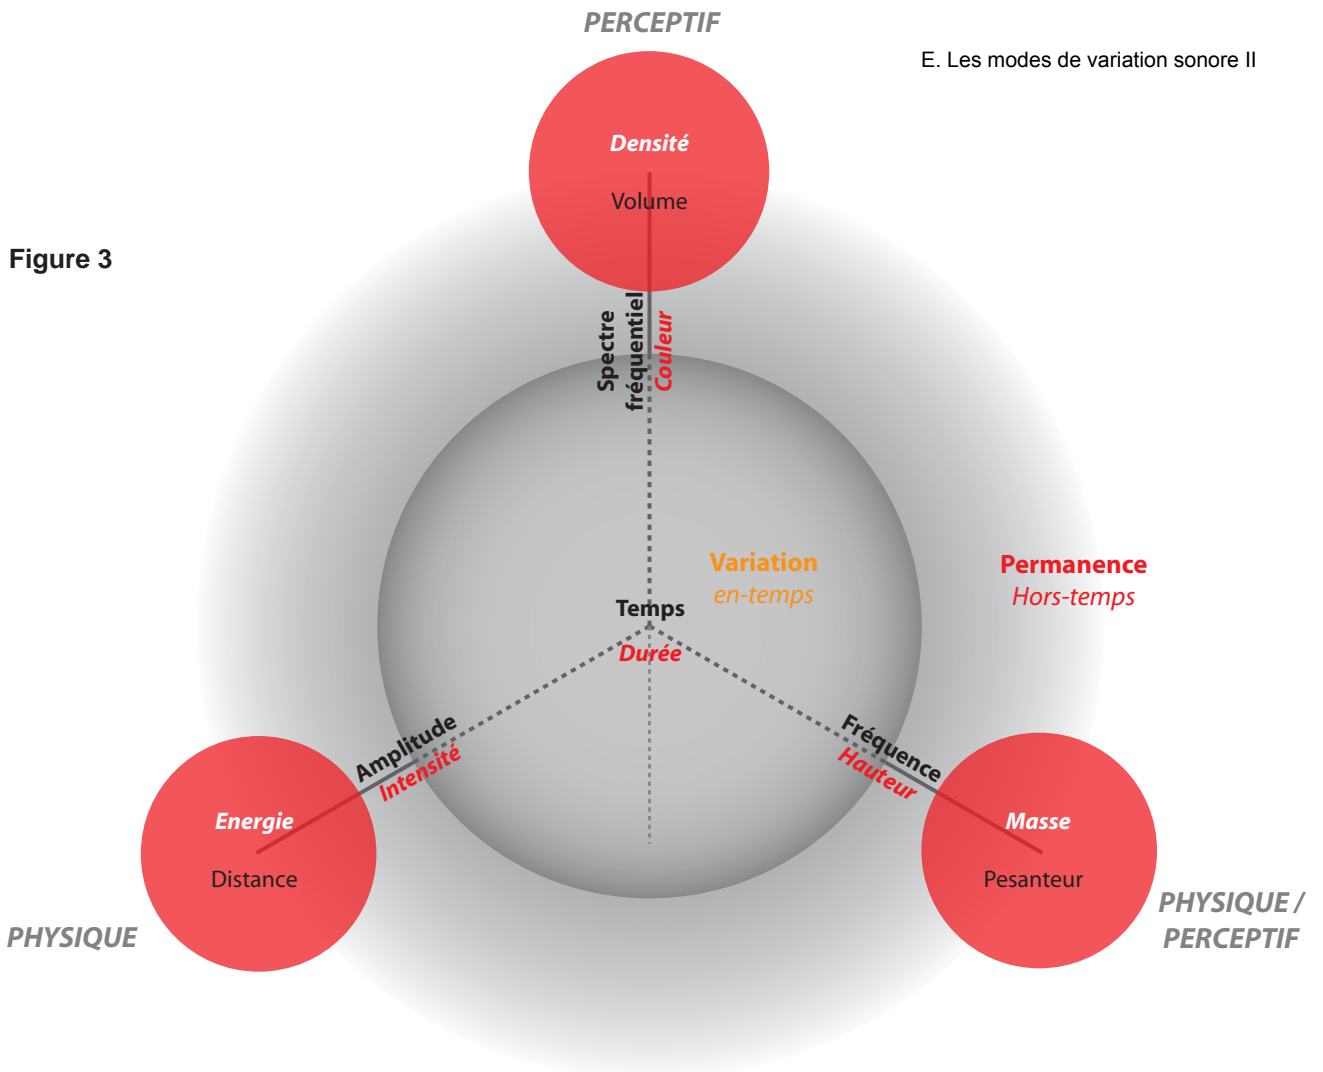 PERCEPTIF
E. Les modes de variation sonore II
Densité
Volume
Figure 3
Spectre
fréquentiel
Couleur
Variation
en-temps
Permanence
Hors-temps
Temps
Durée
Amplitude
Intensité
Fréquence
Hauteur
Energie
Distance
Masse
Pesanteur
PHYSIQUE
PHYSIQUE /
PERCEPTIF